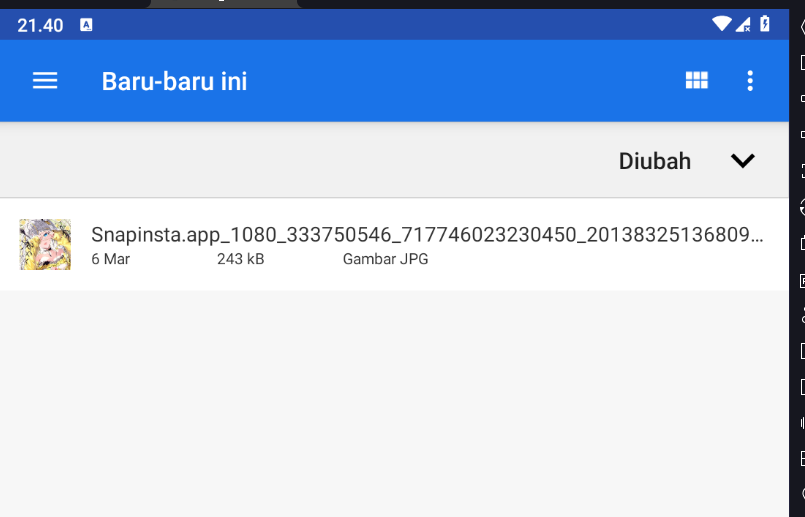 21.40
Baru-baru ini
Diubah
Snapinsta.app_1080_333750546_717746023230450_20138325136809...
6 Mar 243 kB Gambar JPG